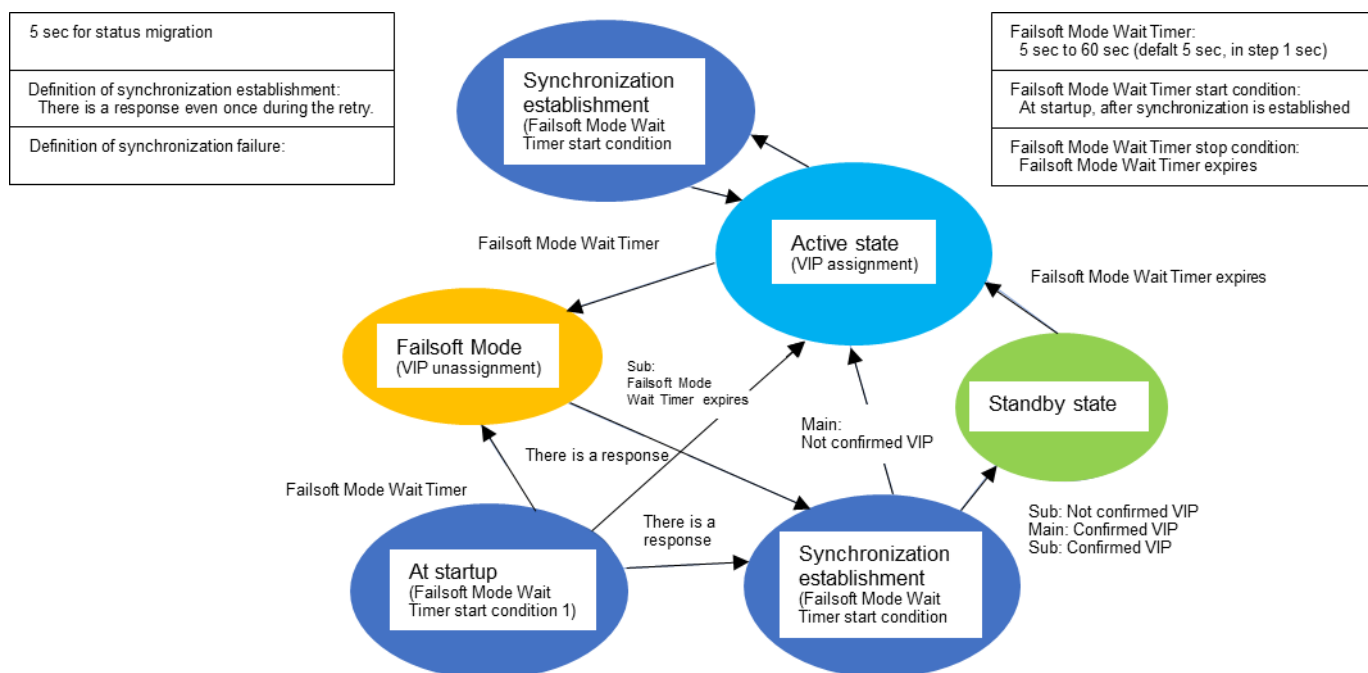 5 sec for status migration
Definition of synchronization establishment:
There is a response even once during the retry.
Definition of synchronization failure:
Failsoft Mode Wait Timer:
5 sec to 60 sec (defalt 5 sec, in step 1 sec)
Failsoft Mode Wait Timer start condition:
At startup, after synchronization is established
Failsoft Mode Wait Timer stop condition:
Failsoft Mode Wait Timer expires
Synchronization
establishment
(Failsoft Mode Wait
Timer start condition
Active state
(VIP assignment)
Failsoft Mode Wait Timer
Failsoft Mode Wait Timer expires
Failsoft Mode
(VIP unassignment)
Sub:
Failsoft Mode
Wait Timer expires
Standby state
Main:
Not confirmed VIP
There is a response
Failsoft Mode Wait Timer
There is a
response
Sub: Not confirmed VIP
Main: Confirmed VIP
Sub: Confirmed VIP
At startup
(Failsoft Mode Wait
Timer start condition 1)
Synchronization
establishment
(Failsoft Mode Wait
Timer start condition